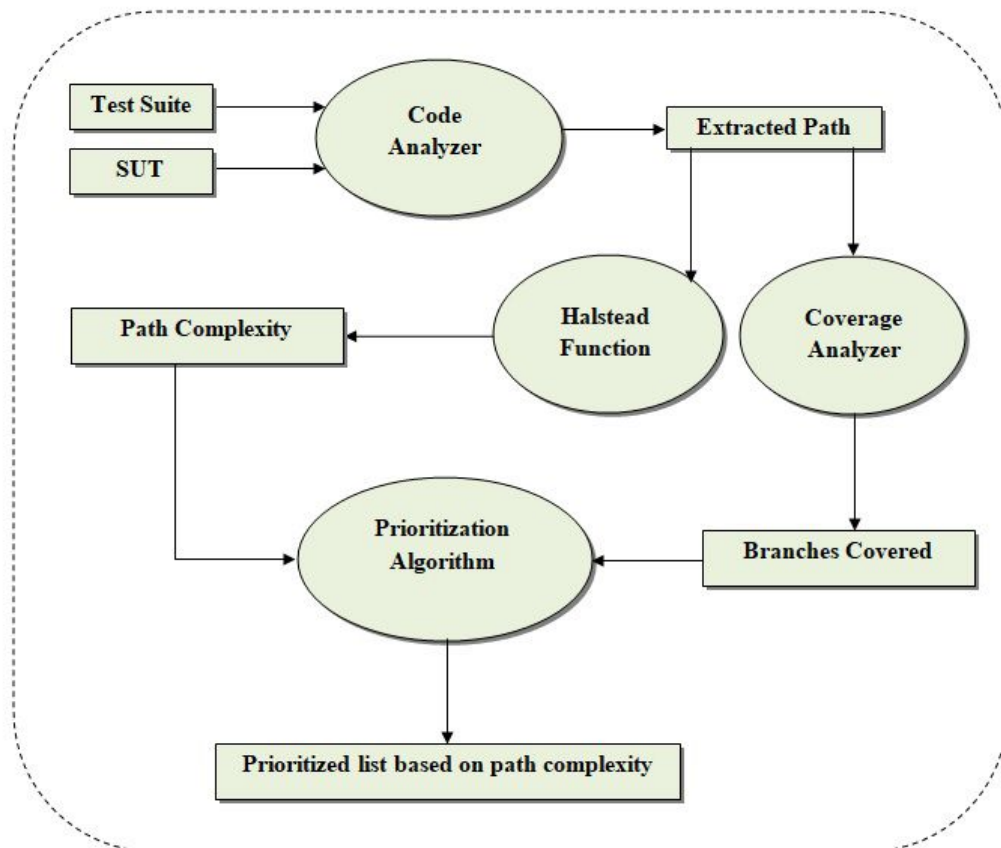 Test Suite
SUT
Code
Analyzer
Extracted Path
Path Complexity
Halstead
Function
Coverage
Analyzer
Prioritization
Algorithm
Branches Covered
Prioritized list based on path complexity